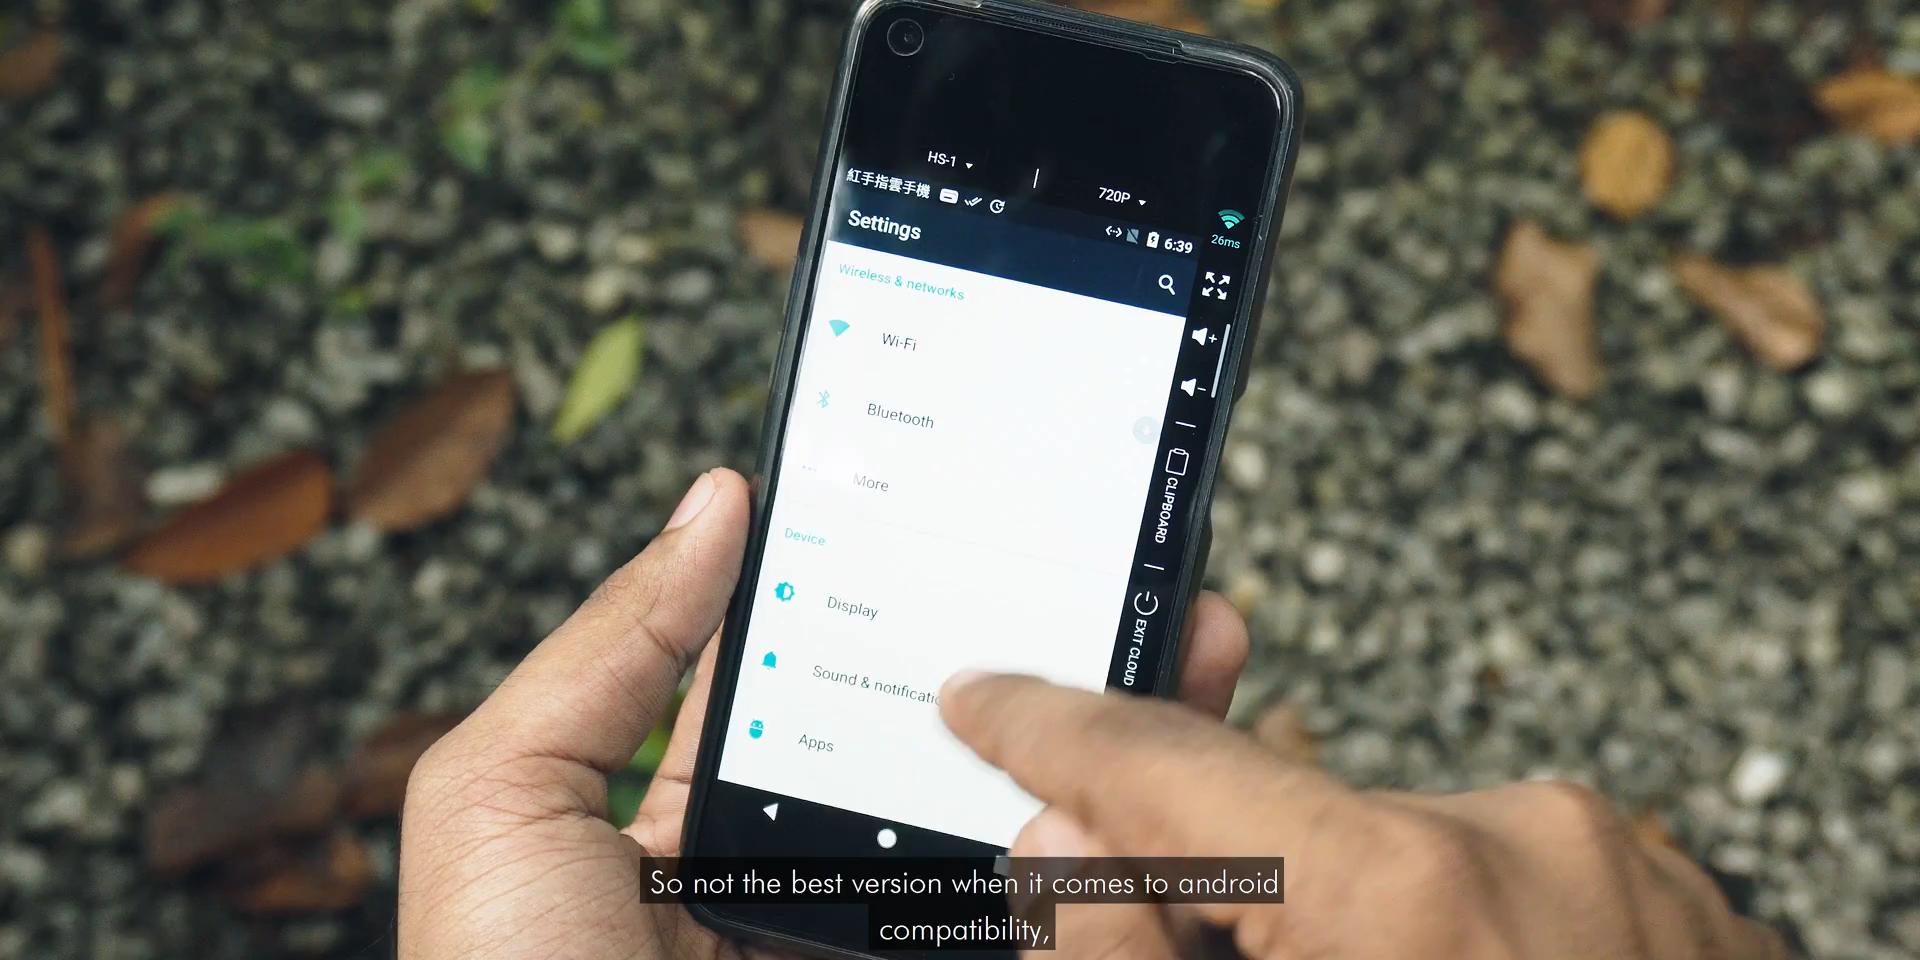 HS-1
720P
紅手指雲手機
6:39
26ms
Settings
Wireless & networks
Wi-Fi
Bluetooth
More
CLIPBOARD
Device
Display
EXIT CLOUD
Sound & notificatio
Apps
So not the best version when it comes to android
compatibility,